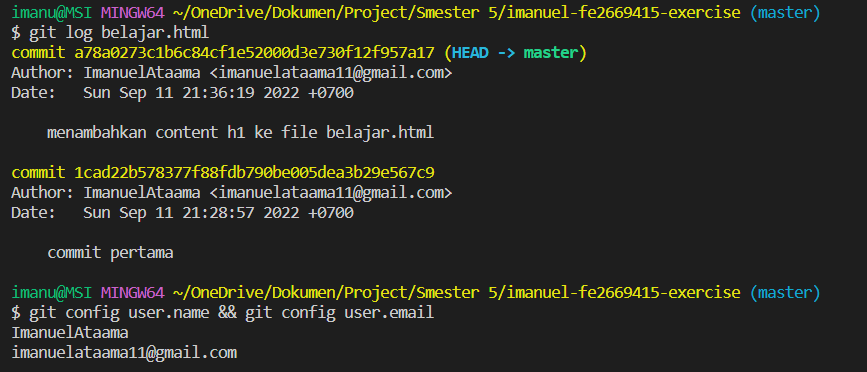 imanu@MSI MINGW64 ~/OneDrive/Dokumen/Project/Smester 5/imanuel-fe2669415-exercise (master)
$ git log belajar.html
commit a78a0273c1b6c84cf1e52000d3e730f12f957a17 (HEAD -> master)
Author: ImanuelAtaama <imanuelataama11@gmail.com>
Date:   Sun Sep 11 21:36:19 2022 +0700
    menambahkan content h1 ke file belajar.html
commit 1cad22b578377f88fdb790be005dea3b29e567c9
Author: ImanuelAtaama <imanuelataama11@gmail.com>
Date:   Sun Sep 11 21:28:57 2022 +0700
    commit pertama
imanu@MSI MINGW64 ~/OneDrive/Dokumen/Project/Smester 5/imanuel-fe2669415-exercise (master)
$ git config user.name && git config user.email
ImanuelAtaama
imanuelataama11@gmail.com